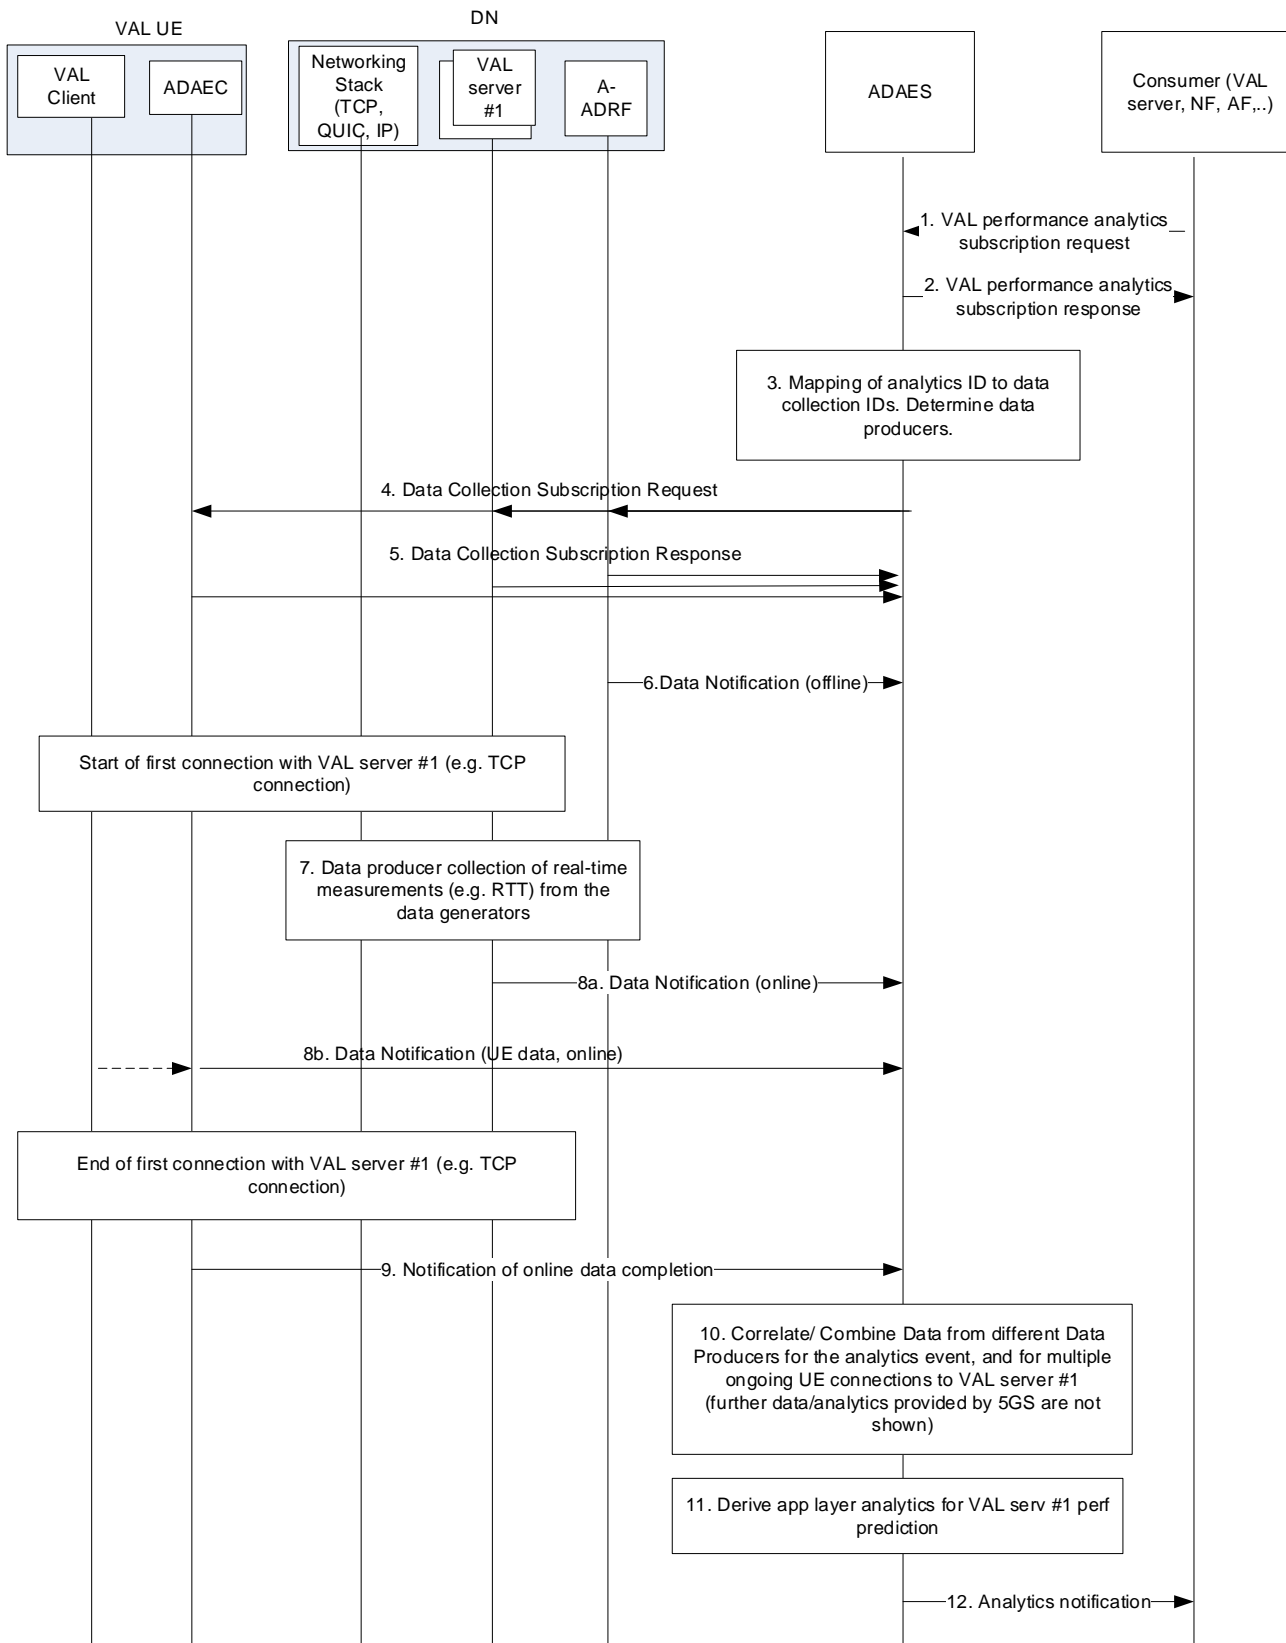 VAL UE
DN
VAL
Client
ADAEC
Networking
Stack
(TCP,
QUIC, IP)
VAL
server
#1
A-
ADRF
ADAES
Consumer (VAL
server, NF, AF,..)
1. VAL performance analytics
subscription request
2. VAL performance analytics
subscription response
3. Mapping of analytics ID to data
collection IDs. Determine data
producers.
4. Data Collection Subscription Request
5. Data Collection Subscription Response
6.Data Notification (offline)
Start of first connection with VAL server #1 (e.g. TCP
connection)
7. Data producer collection of real-time
measurements (e.g. RTT) from the
data generators
8a. Data Notification (online)
8b. Data Notification (UE data, online)
End of first connection with VAL server #1 (e.g. TCP
connection)
9. Notification of online data completion
10. Correlate/ Combine Data from different Data
Producers for the analytics event, and for multiple
ongoing UE connections to VAL server #1
(further data/analytics provided by 5GS are not
shown)
11. Derive app layer analytics for VAL serv #1 perf
prediction
12. Analytics notification